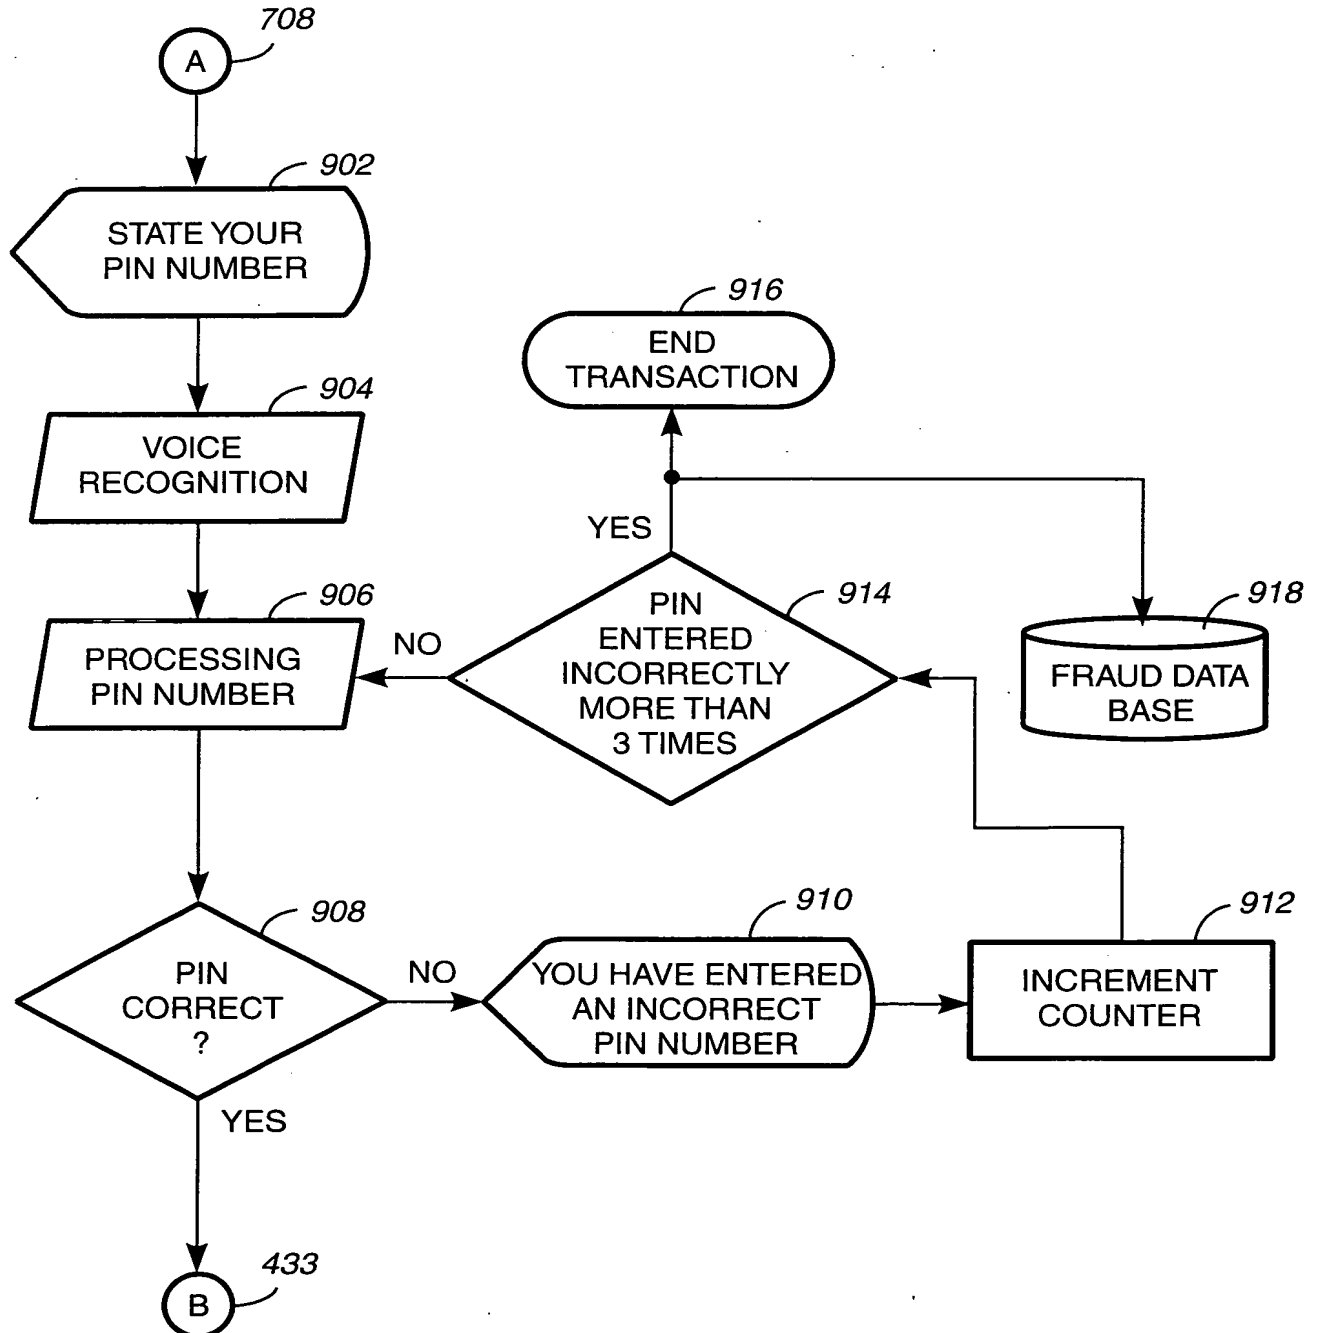 708
A
902
STATE YOUR
PIN NUMBER
904
VOICE
RECOGNITION
906
PROCESSING
PIN NUMBER
908
PIN
CORRECT
?
NO
YES
B
433
910
YOU HAVE ENTERED
AN INCORRECT
PIN NUMBER
912
INCREMENT
COUNTER
914
PIN
ENTERED
INCORRECTLY
MORE THAN
3 TIMES
NO
YES
916
END
TRANSACTION
918
FRAUD DATA
BASE